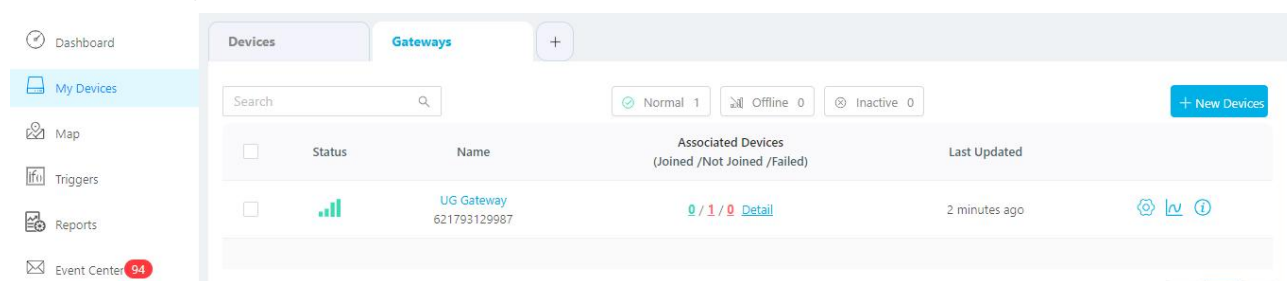 Dashboard
My Devices
Map
Triggers
Reports
Event Center 94
Devices
Gateways
+
Search
Normal 1
Offline 0
Inactive 0
+ New Devices
Status
Name
Associated Devices
(Joined /Not Joined /Failed)
Last Updated
UG Gateway
621793129987
0 / 1 / 0 Detail
2 minutes ago